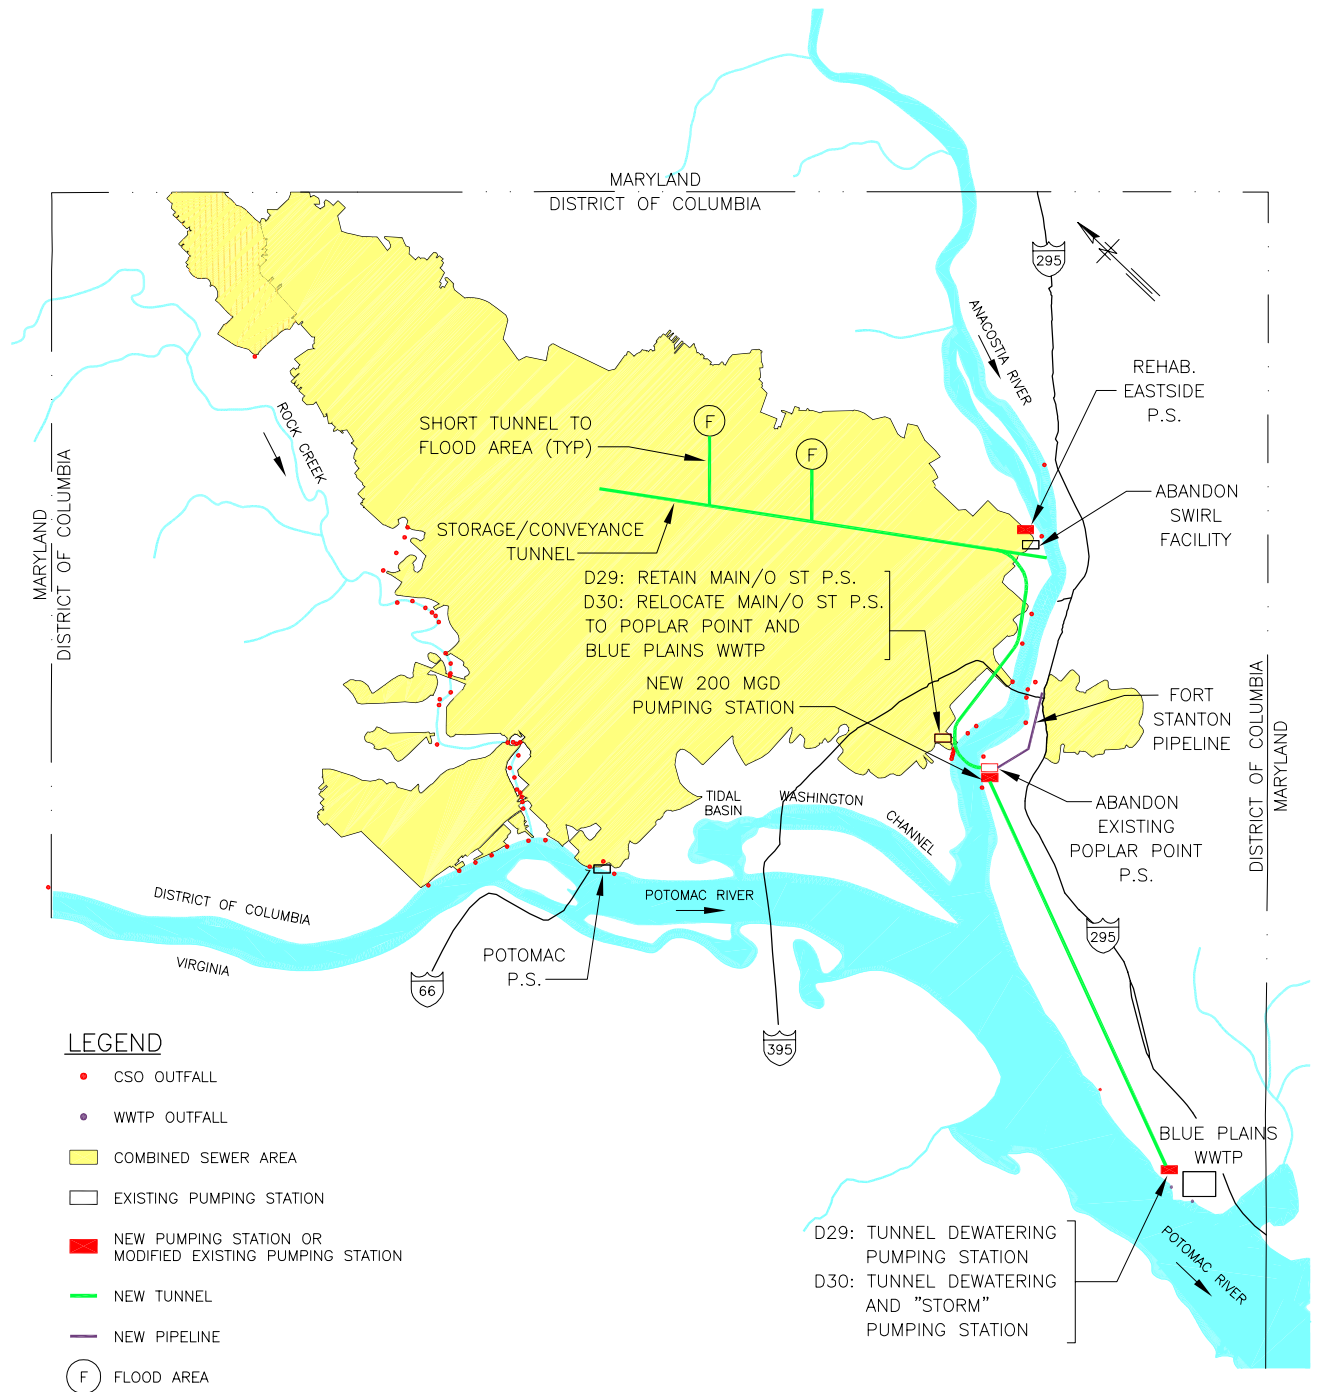 MARYLAND
DISTRICT OF COLUMBIA
295
ANACOSTIA RIVER
REHAB.
EASTSIDE
P.S.
ROCK CREEK
SHORT TUNNEL TO
FLOOD AREA (TYP)
F
F
MARYLAND
DISTRICT OF COLUMBIA
STORAGE/CONVEYANCE
TUNNEL
ABANDON
SWIRL
FACILITY
D29: RETAIN MAIN/O ST P.S.
D30: RELOCATE MAIN/O ST P.S.
TO POPLAR POINT AND
BLUE PLAINS WWTP
NEW 200 MGD
PUMPING STATION
FORT
STANTON
PIPELINE
DISTRICT OF COLUMBIA
MARYLAND
TIDAL
BASIN
WASHINGTON
CHANNEL
ABANDON
EXISTING
POPLAR POINT
P.S.
DISTRICT OF COLUMBIA
VIRGINIA
POTOMAC RIVER
POTOMAC
P.S.
66
395
295
BLUE PLAINS
WWTP
POTOMAC RIVER
D29: TUNNEL DEWATERING
PUMPING STATION
D30: TUNNEL DEWATERING
AND "STORM"
PUMPING STATION
LEGEND
CSO OUTFALL
WWTP OUTFALL
COMBINED SEWER AREA
EXISTING PUMPING STATION
NEW PUMPING STATION OR
MODIFIED EXISTING PUMPING STATION
NEW TUNNEL
NEW PIPELINE
F FLOOD AREA